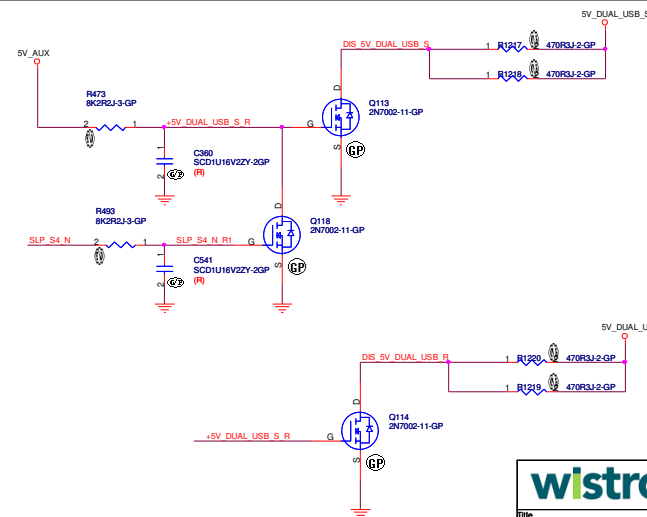 5V_DUAL_USB_S
DIS_5V_DUAL_USB_S
1
R1217
470R3J-2-GP
5V_AUX
1
R1218
470R3J-2-GP
R473
8K2R2J-3-GP
D
Q113
2N7002-11-GP
2
1
+5V_DUAL_USB_S_R
G
S
GP
1
C360
SCD1U16V2ZY-2GP
2
G/P
(R)
R493
8K2R2J-3-GP
D
Q118
2N7002-11-GP
SLP_S4_N
2
1
SLP_S4_N_R1
G
S
GP
1
C541
SCD1U16V2ZY-2GP
2
G/P
(R)
5V_DUAL_U
DIS_5V_DUAL_USB_R
1
R1220
470R3J-2-GP
1
R1219
470R3J-2-GP
D
Q114
2N7002-11-GP
+5V_DUAL_USB_S_R
G
S
GP
wistro
Title